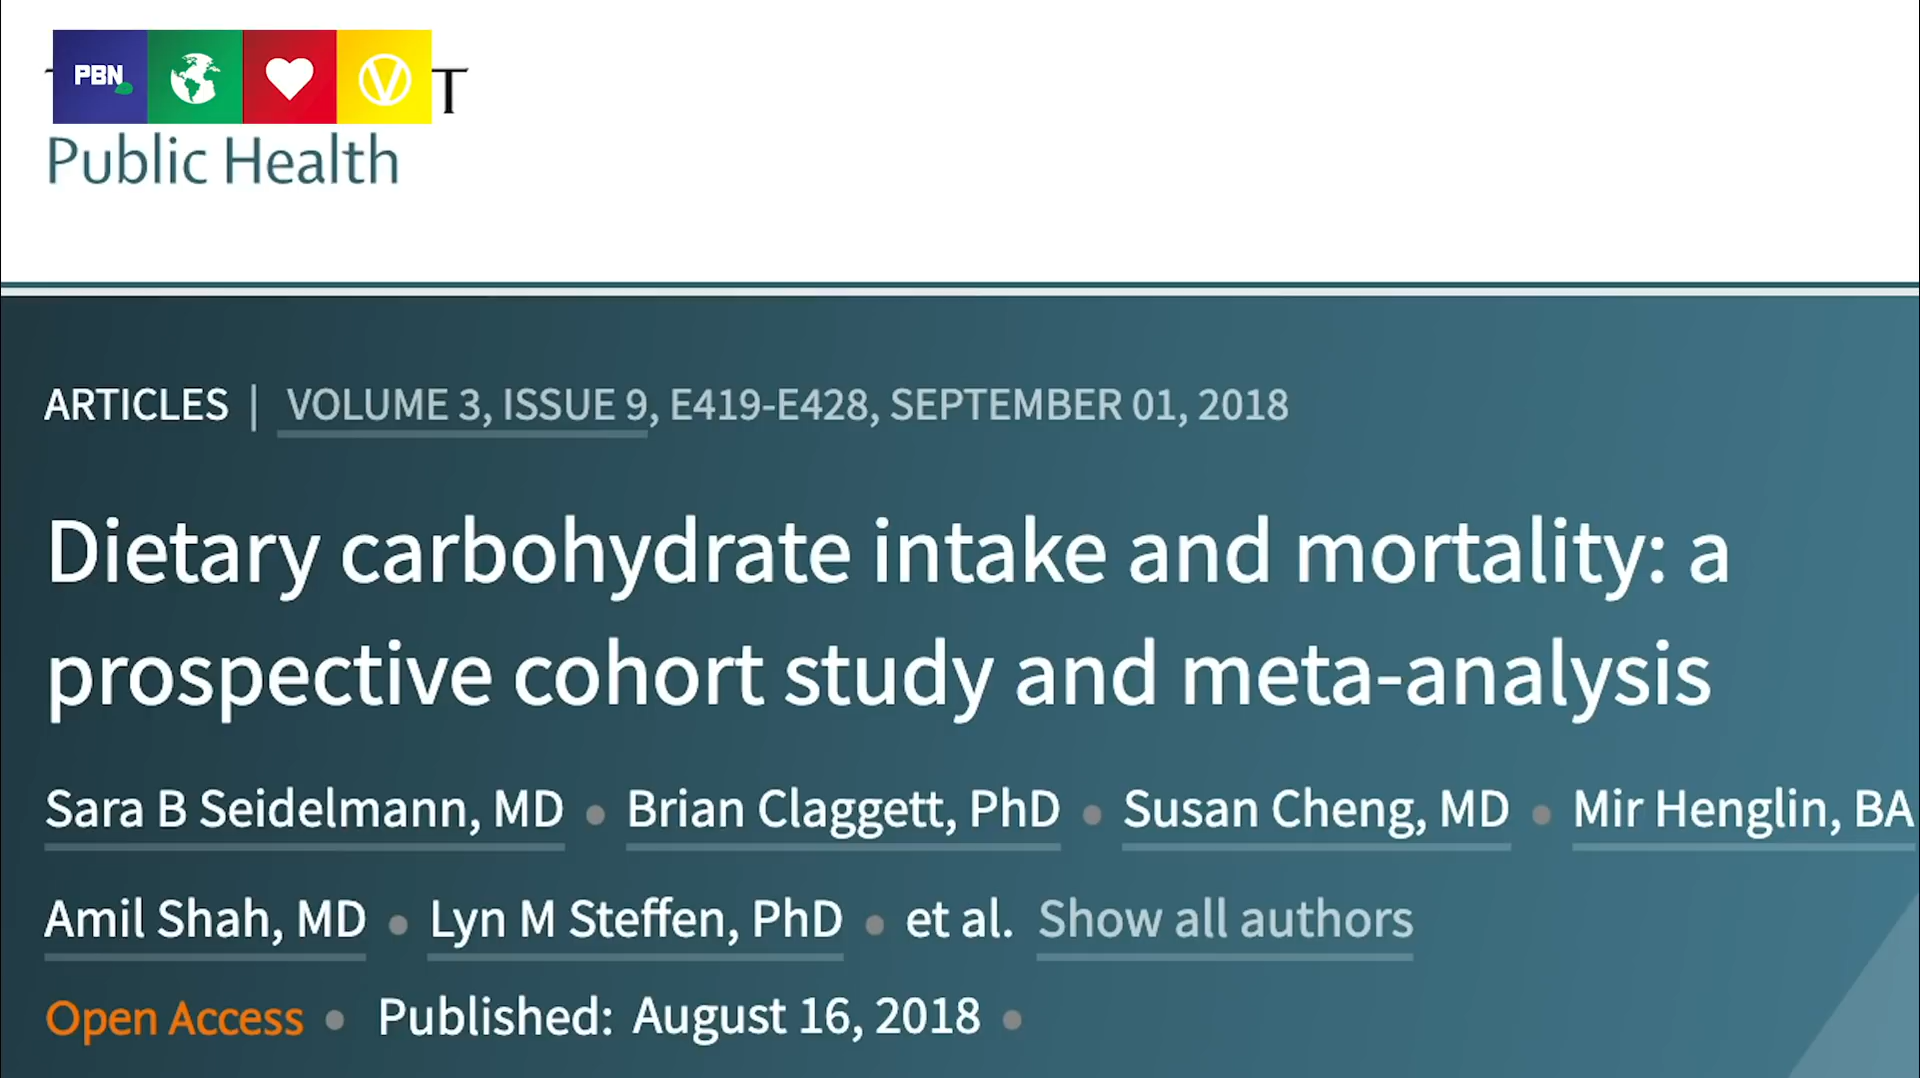 PBN
T
Public Health
ARTICLES | VOLUME 3, ISSUE 9, E419-E428, SEPTEMBER 01, 2018
Dietary carbohydrate intake and mortality: a
prospective cohort study and meta-analysis
Sara B Seidelmann, MD • Brian Claggett, PhD • Susan Cheng, MD • Mir Henglin, BA
Amil Shah, MD • Lyn M Steffen, PhD • et al. Show all authors
Open Access • Published: August 16, 2018 •